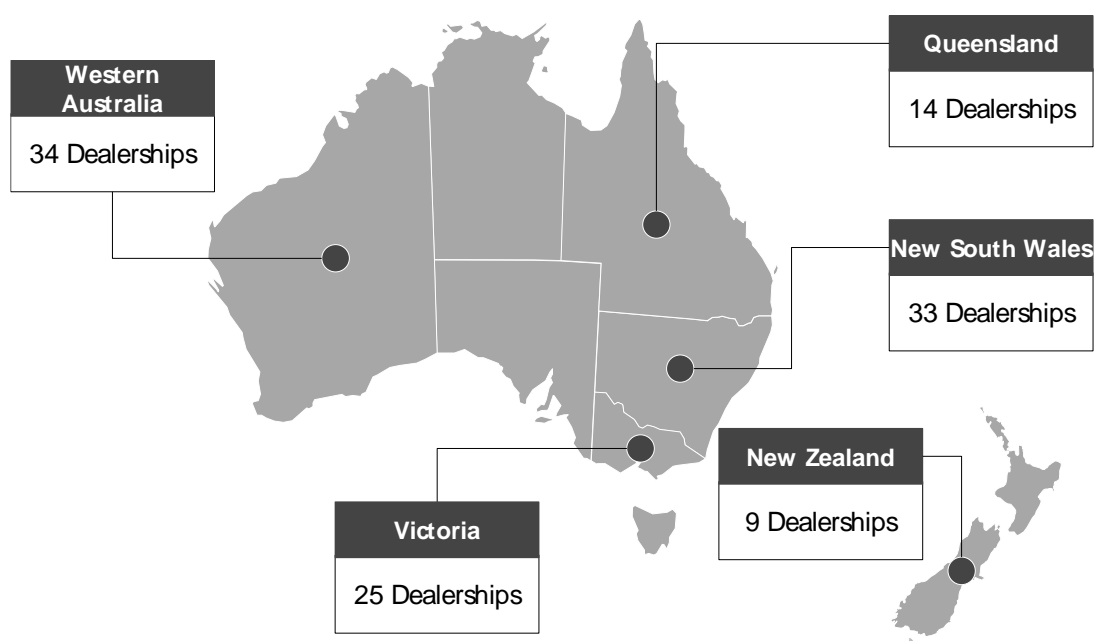 Western
Australia
34 Dealerships
Queensland
14 Dealerships
New South Wales
33 Dealerships
New Zealand
9 Dealerships
Victoria
25 Dealerships